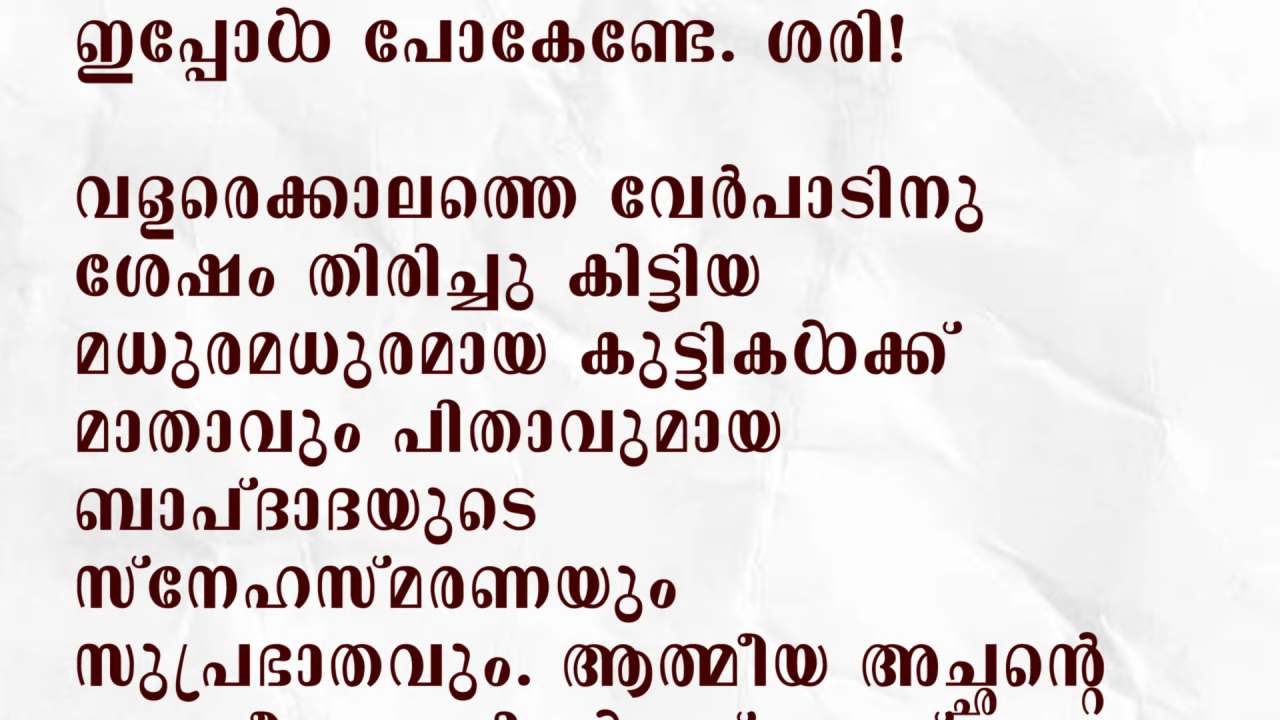 ഇപ്പോൾ പോകേണ്ടേ. ശരി!
വളരെക്കാലത്തെ വേർപാടിനു
ശേഷം തിരിച്ചു കിട്ടിയ
മധുരമധുരമായ കുട്ടികൾക്ക്
മാതാവും പിതാവുമായ
ബാപ്ദാദയുടെ
സ്നേഹസ്മരണയും
സുപ്രഭാതവും. ആത്മീയ അച്ഛന്റെ